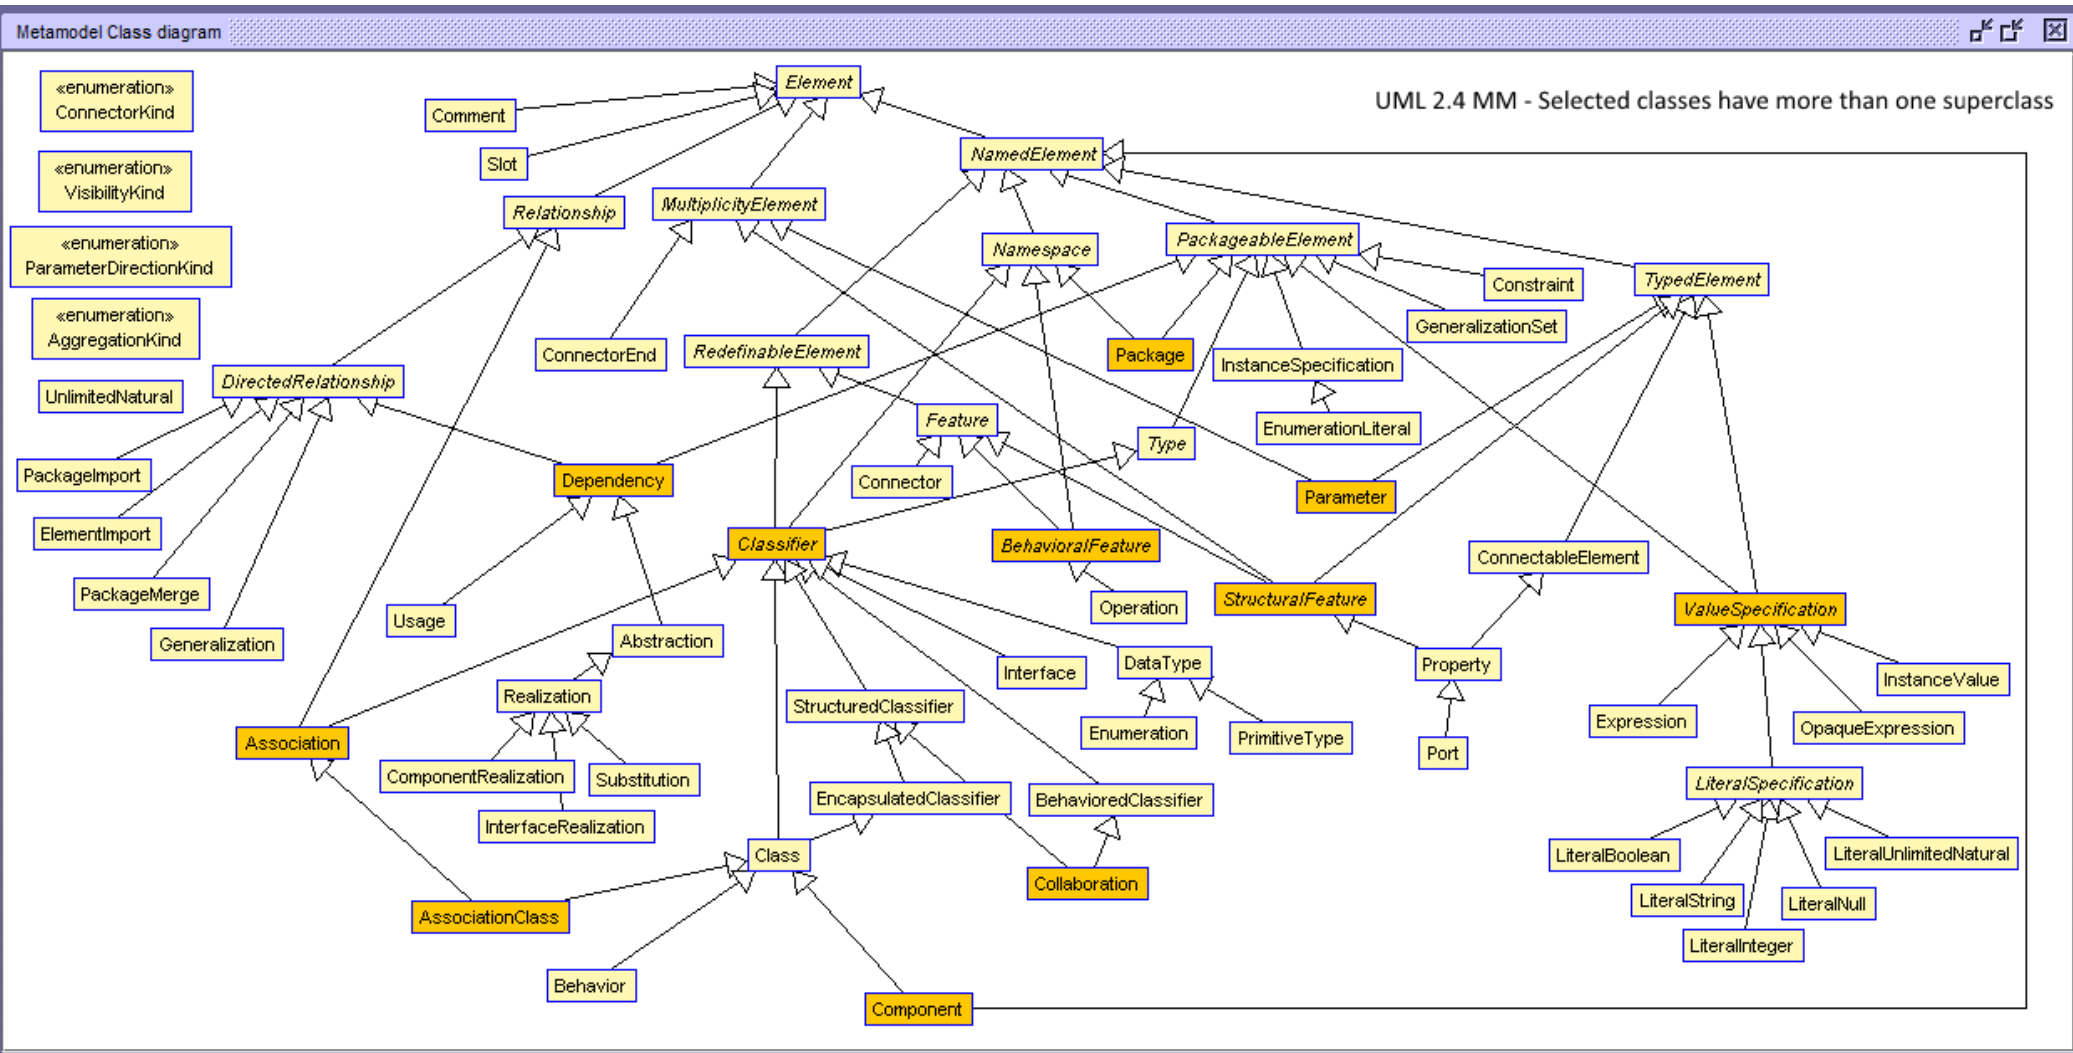 Metamodel Class diagram
UML 2.4 MM - Selected classes have more than one superclass
«enumeration»
ConnectorKind
«enumeration»
VisibilityKind
«enumeration»
ParameterDirectionKind
«enumeration»
AggregationKind
UnlimitedNatural
Element
Comment
Slot
NamedElement
Relationship
MultiplicityElement
Namespace
PackageableElement
TypedElement
Constraint
GeneralizationSet
ConnectorEnd
RedefinableElement
Package
InstanceSpecification
DirectedRelationship
Feature
Type
EnumerationLiteral
PackageImport
Dependency
Connector
Parameter
ElementImport
Classifier
BehavioralFeature
ConnectableElement
PackageMerge
Usage
Operation
StructuralFeature
ValueSpecification
Generalization
Abstraction
Interface
DataType
Property
InstanceValue
Realization
StructuredClassifier
Enumeration
PrimitiveType
Expression
OpaqueExpression
Association
Port
ComponentRealization
Substitution
EncapsulatedClassifier
BehavioredClassifier
LiteralSpecification
InterfaceRealization
Class
Collaboration
LiteralBoolean
LiteralUnlimitedNatural
AssociationClass
LiteralString
LiteralNull
LiteralInteger
Behavior
Component